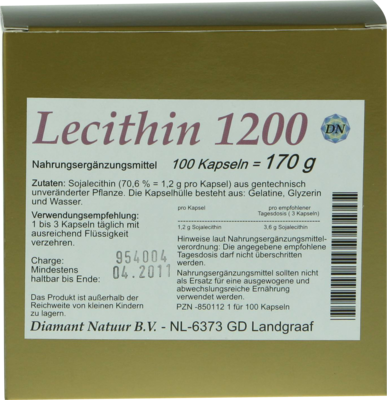 Lecithin 1200
DN
Nahrungsergänzungsmittel 100 Kapseln = 170 g
Zutaten: Sojalecithin (70,6 % = 1,2 g pro Kapsel) aus gentechnisch
unveränderter Pflanze. Die Kapselhülle besteht aus: Gelatine, Glyzerin
und Wasser.
Verwendungsempfehlung:
1 bis 3 Kapseln täglich mit
ausreichend Flüssigkeit
verzehren.
Charge: 954004
Mindestens
haltbar bis Ende: 04.2011
Das Produkt ist außerhalb der
Reichweite von kleinen Kindern
zu lagern.
pro Kapsel pro empfohlener
Tagesdosis ( 3 Kapseln)
1,2 g Sojalecithin 3,6 g Sojalecithin
Hinweise laut Nahrungsergänzungsmittel-
verordnung: Die angegebene empfohlene
Tagesdosis darf nicht überschritten
werden.
Nahrungsergänzungsmittel sollten nicht
als Ersatz für eine ausgewogene und
abwechslungsreiche Ernährung
verwendet werden.
PZN -850112 1 für 100 Kapseln
Diamant Natuur B.V. - NL-6373 GD Landgraaf